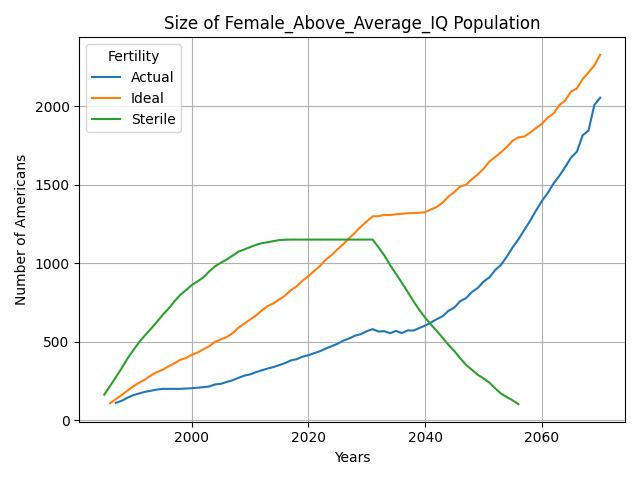 Size of Female_Above_Average_IQ Population
Fertility
Actual
Ideal
Sterile
Number of Americans
2000
1500
1000
500
0
2000
2020
2040
2060
Years